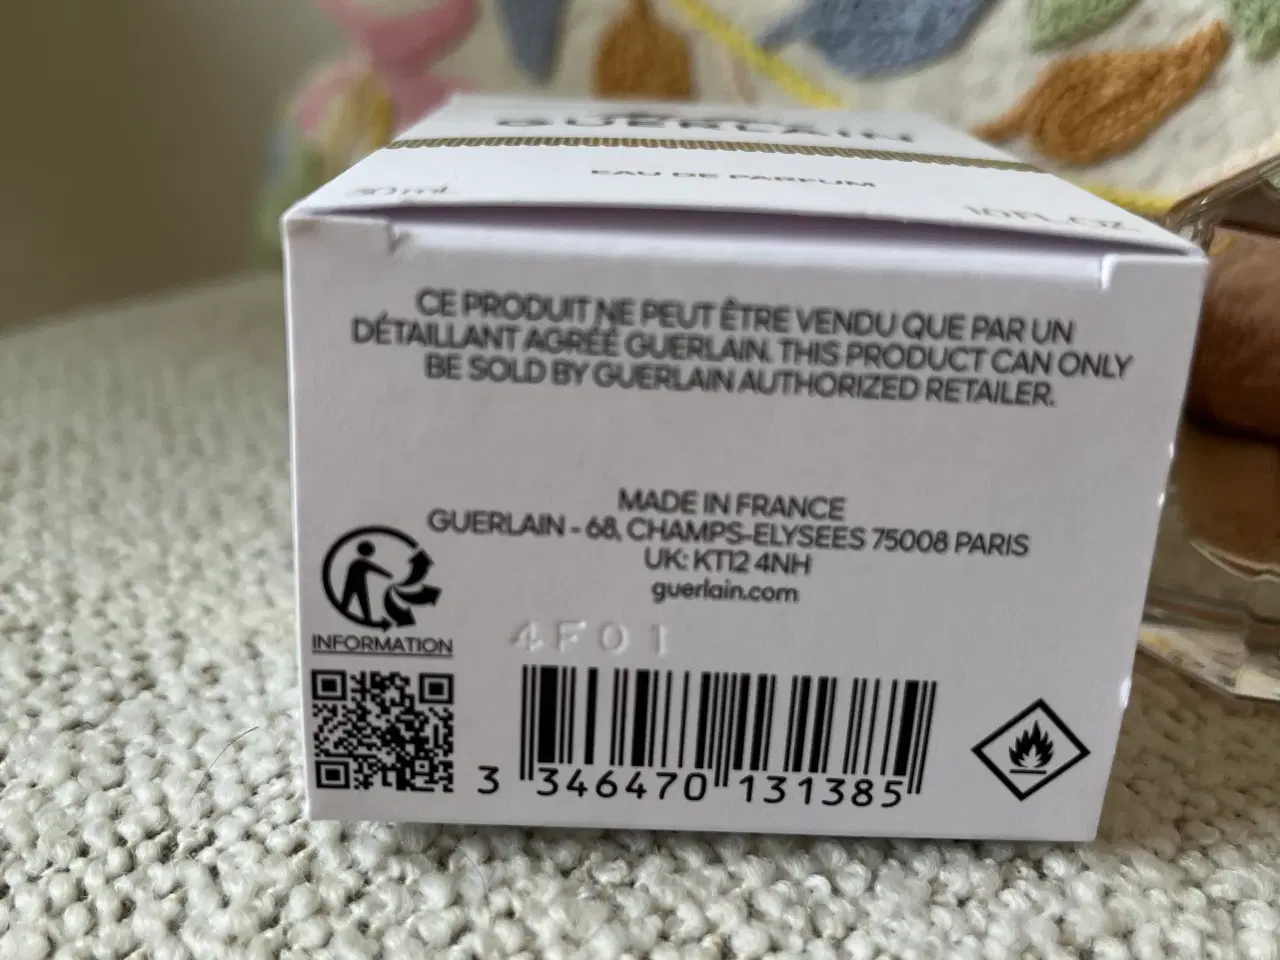 GUERLAIN
EAU DE PARFUM
30 mL
1.0 FL.OZ.
CE PRODUIT NE PEUT ÊTRE VENDU QUE PAR UN
DÉTAILLANT AGRÉÉ GUERLAIN. THIS PRODUCT CAN ONLY
BE SOLD BY GUERLAIN AUTHORIZED RETAILER.
MADE IN FRANCE
GUERLAIN - 68, CHAMPS-ELYSEES 75008 PARIS
UK: KT12 4NH
guerlain.com
INFORMATION
4F01
3 346470 131385